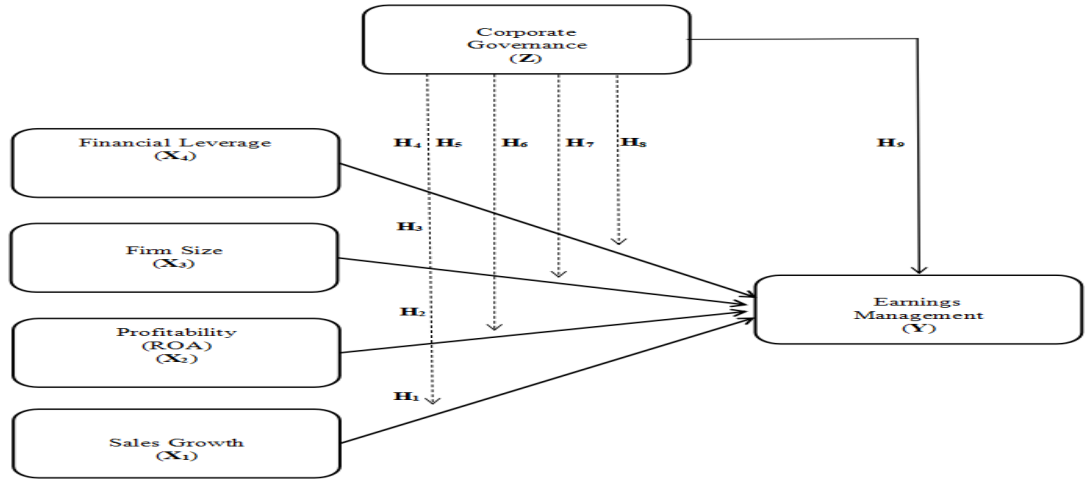 Corporate
Governance
(Z)
Financial Leverage
(X₄)
H₄ H₅ H₆ H₇ H₈ H₉
Firm Size
(X₃)
H₃
Profitability
(ROA)
(X₂)
H₂
Sales Growth
(X₁)
H₁
Earnings
Management
(Y)